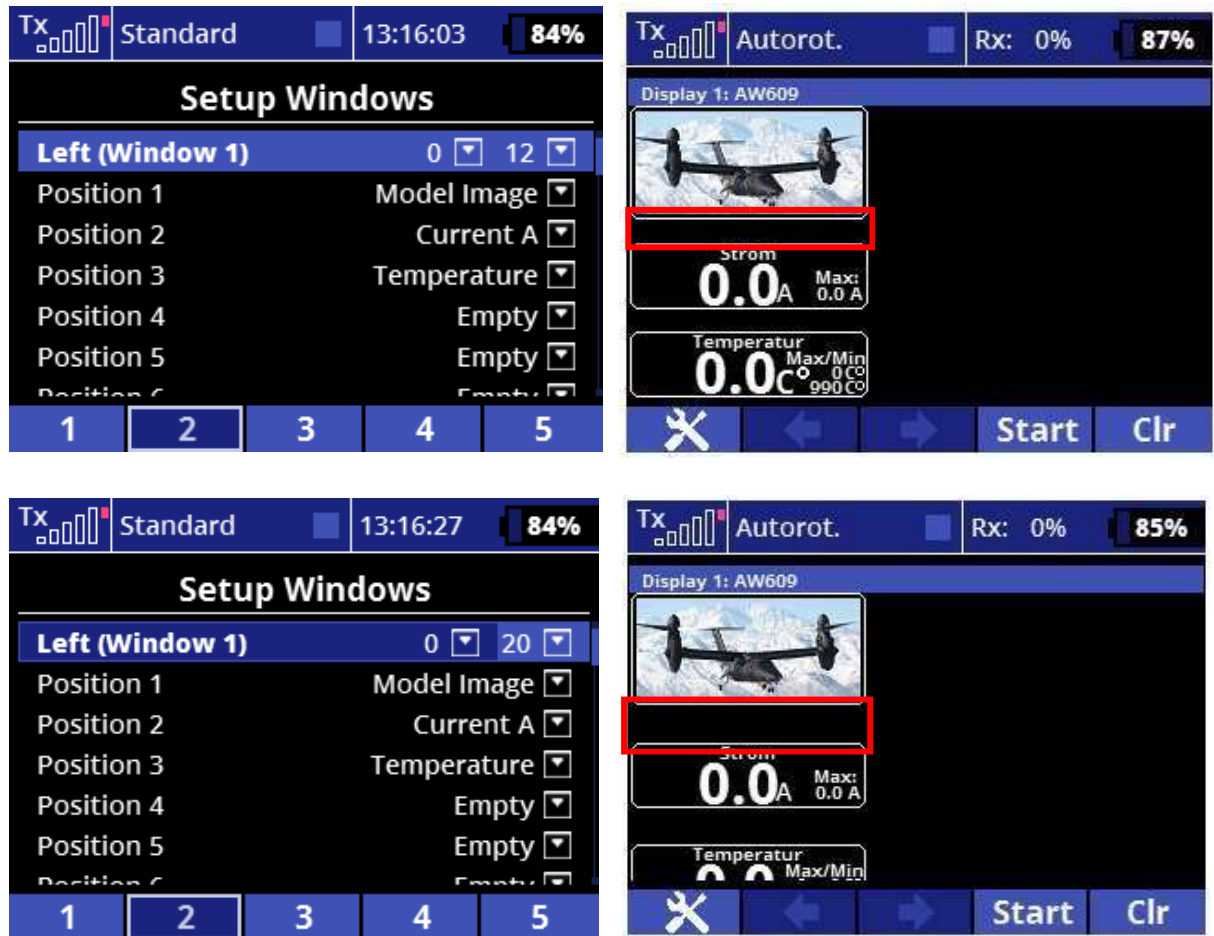 Tx Standard 13:16:03 84%
Setup Windows
Left (Window 1) 0 12
Position 1 Model Image
Position 2 Current A
Position 3 Temperature
Position 4 Empty
Position 5 Empty
1 2 3 4 5
Tx Autorot. Rx: 0% 87%
Display 1: AW609
Strom
0.0A Max:
0.0 A
Temperatur
0.0C° Max/Min
0C°
990C°
Start Clr
Tx Standard 13:16:27 84%
Setup Windows
Left (Window 1) 0 20
Position 1 Model Image
Position 2 Current A
Position 3 Temperature
Position 4 Empty
Position 5 Empty
1 2 3 4 5
Tx Autorot. Rx: 0% 85%
Display 1: AW609
Strom
0.0A Max:
0.0 A
Temperatur
Max/Min
Start Clr